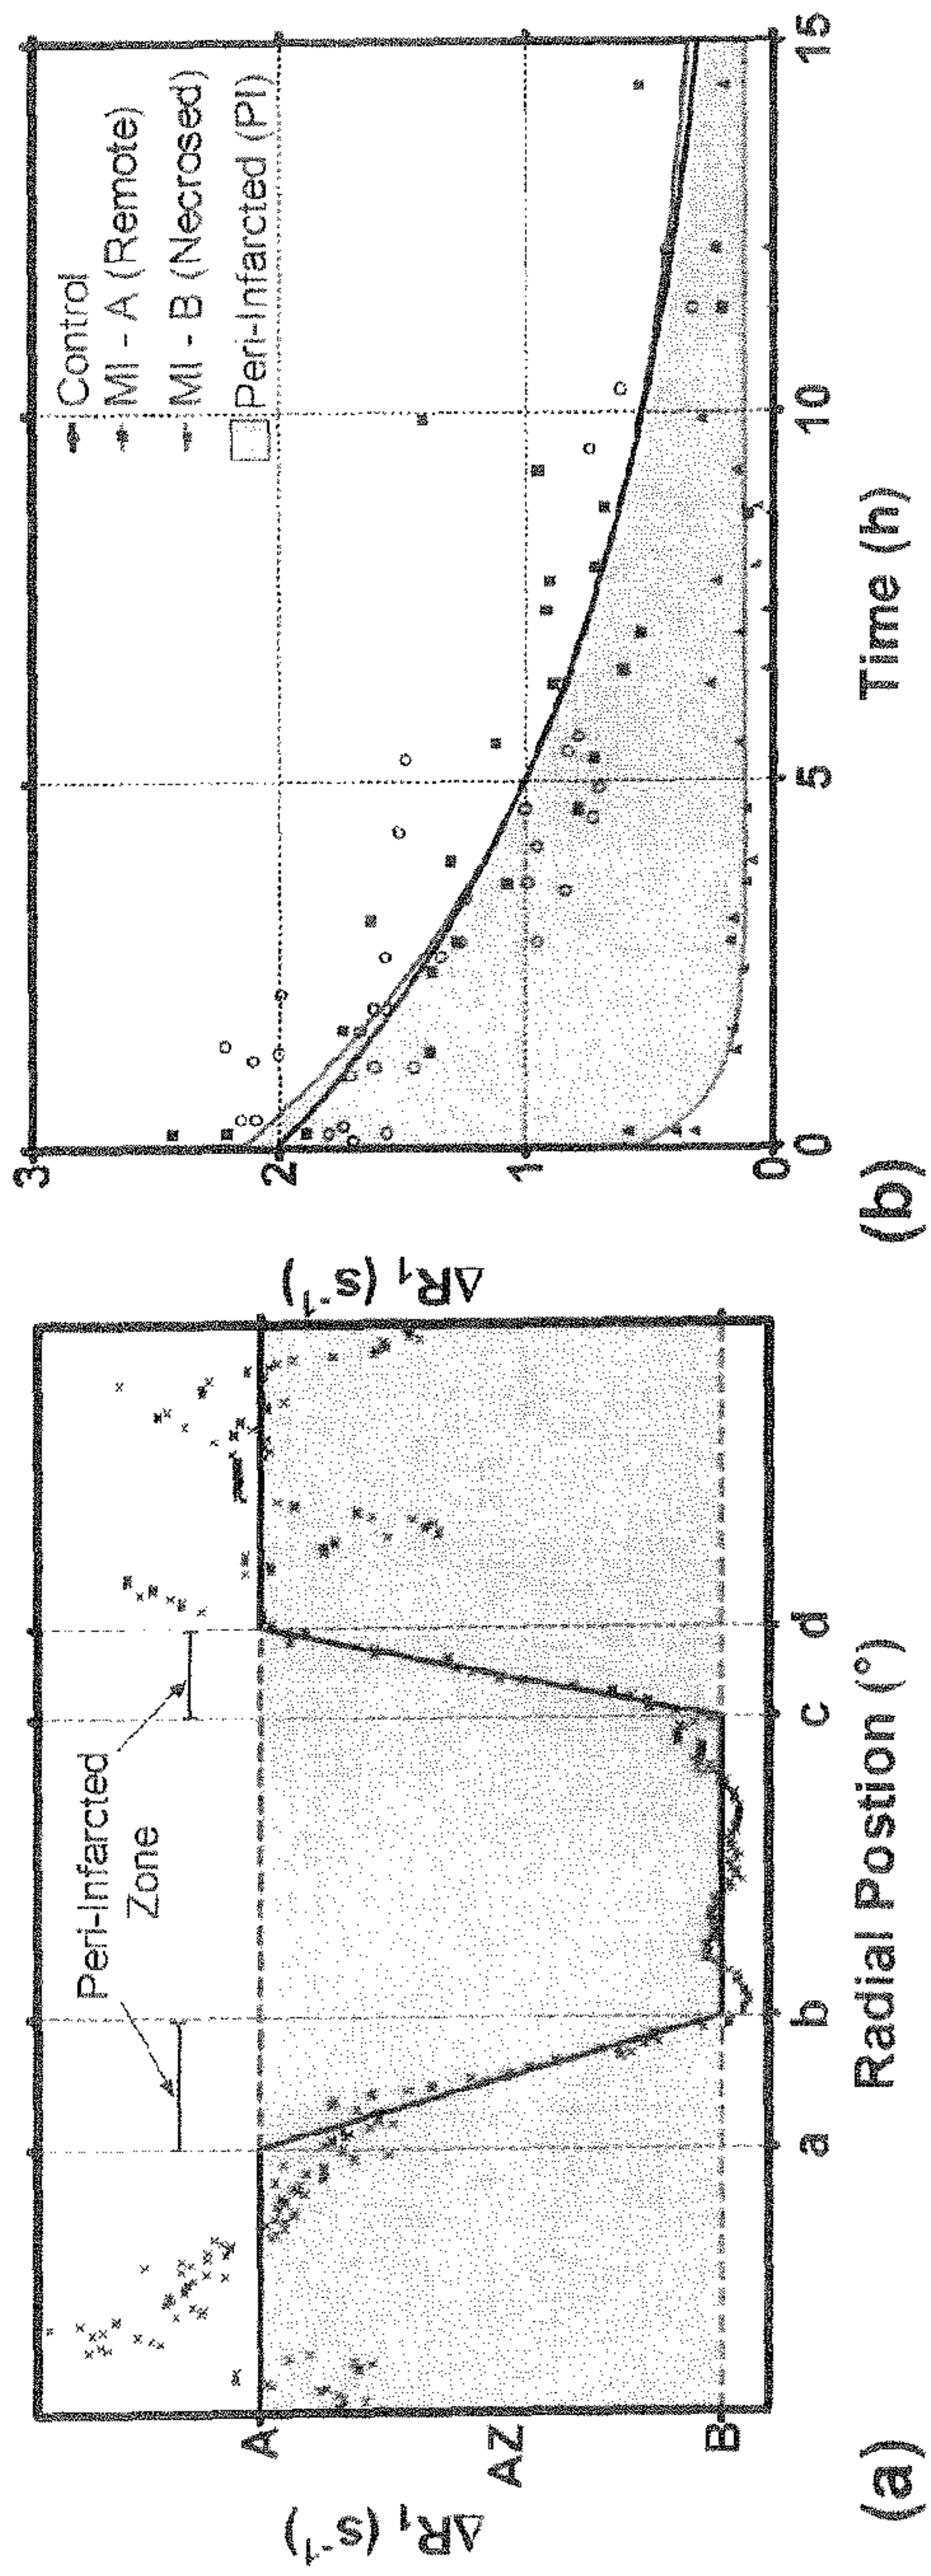 ΔR1 (s-1)
A
AZ
B
Peri-Infarcted
Zone
a
b
c
d
Radial Postion (°)
(a)
ΔR1 (s-1)
3
2
1
0
Control
MI - A (Remote)
MI - B (Necrosed)
Peri-Infarcted (PI)
0
5
10
15
Time (h)
(b)